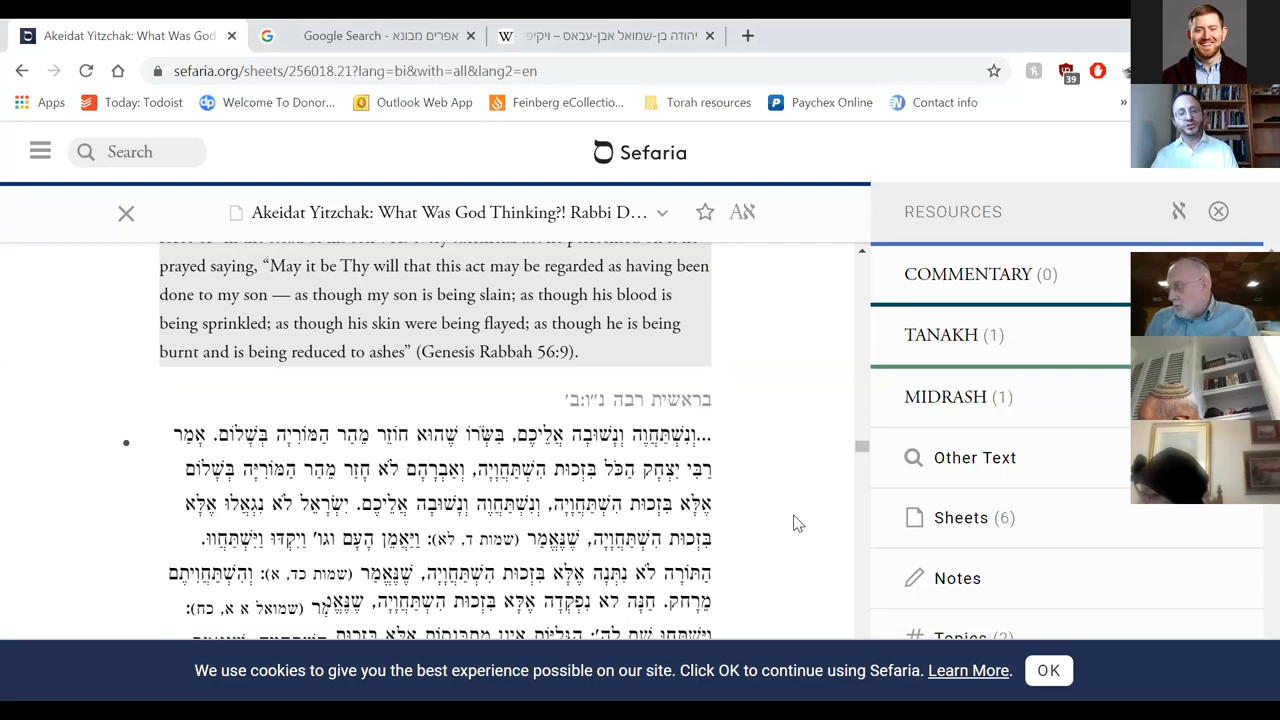 Akeidat Yitzchak: What Was God
Google Search - אפרים מבונא
יהודה בן-שמואל אבן-עבאס – ויקיפ
sefaria.org/sheets/256018.21?lang=bi&with=all&lang2=en
39
Apps
Today: Todoist
Welcome To Donor...
Outlook Web App
Feinberg eCollectio...
Torah resources
Paychex Online
Contact info
»
Search
Sefaria
Akeidat Yitzchak: What Was God Thinking?! Rabbi D...
RESOURCES
prayed saying, “May it be Thy will that this act may be regarded as having been
done to my son — as though my son is being slain; as though his blood is
being sprinkled; as though his skin were being flayed; as though he is being
burnt and is being reduced to ashes” (Genesis Rabbah 56:9).
בראשית רבה נ״ו:ב׳
...וְנִשְׁתַּחֲוֶה וְנָשׁוּבָה אֲלֵיכֶם, בִּשְּׂרוֹ שֶׁהוּא חוֹזֵר מֵהַר הַמּוֹרִיָּה בְּשָׁלוֹם. אָמַר
רַבִּי יִצְחָק הַכֹּל בִּזְכוּת הִשְׁתַּחֲוָיָה, וְאַבְרָהָם לֹא חָזַר מֵהַר הַמּוֹרִיָּה בְּשָׁלוֹם
אֶלָּא בִּזְכוּת הִשְׁתַּחֲוָיָה, וְנִשְׁתַּחֲוֶה וְנָשׁוּבָה אֲלֵיכֶם. יִשְׂרָאֵל לֹא נִגְאֲלוּ אֶלָּא
בִּזְכוּת הִשְׁתַּחֲוָיָה, שֶׁנֶּאֱמַר (שמות ד, לא): וַיַּאֲמֵן הָעָם וגו' וַיִּקְּדוּ וַיִּשְׁתַּחֲווּ.
הַתּוֹרָה לֹא נִתְּנָה אֶלָּא בִּזְכוּת הִשְׁתַּחֲוָיָה, שֶׁנֶּאֱמַר (שמות כד, א): וְהִשְׁתַּחֲוִיתֶם
מֵרָחֹק. חַנָּה לֹא נִפְקְדָה אֶלָּא בִּזְכוּת הִשְׁתַּחֲוָיָה, שֶׁנֶּאֱמַר (שמואל א א, כח):
וַיִּשְׁתַּחוּ שָׁם לַה': הַגָּלֻיּוֹת אֵינָן מִתְכַּנְּסוֹת אֶלָּא בִּזְכוּת
COMMENTARY (0)
TANAKH (1)
MIDRASH (1)
Other Text
Sheets (6)
Notes
We use cookies to give you the best experience possible on our site. Click OK to continue using Sefaria. Learn More.
OK